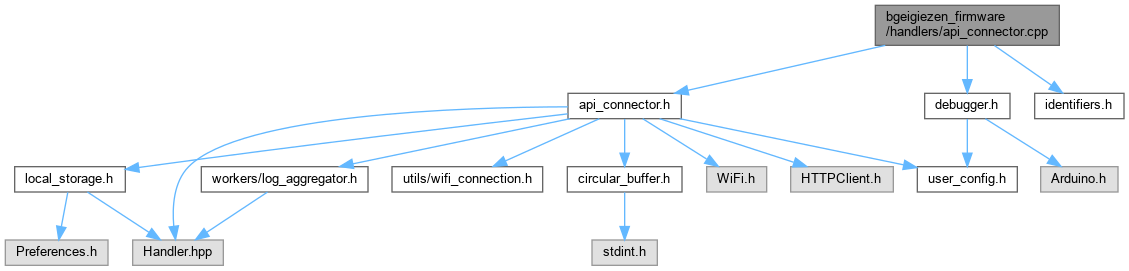 bgeigiezen_firmware
/handlers/api_connector.cpp
api_connector.h
debugger.h
identifiers.h
local_storage.h
workers/log_aggregator.h
utils/wifi_connection.h
circular_buffer.h
WiFi.h
HTTPClient.h
user_config.h
Arduino.h
Preferences.h
Handler.hpp
stdint.h